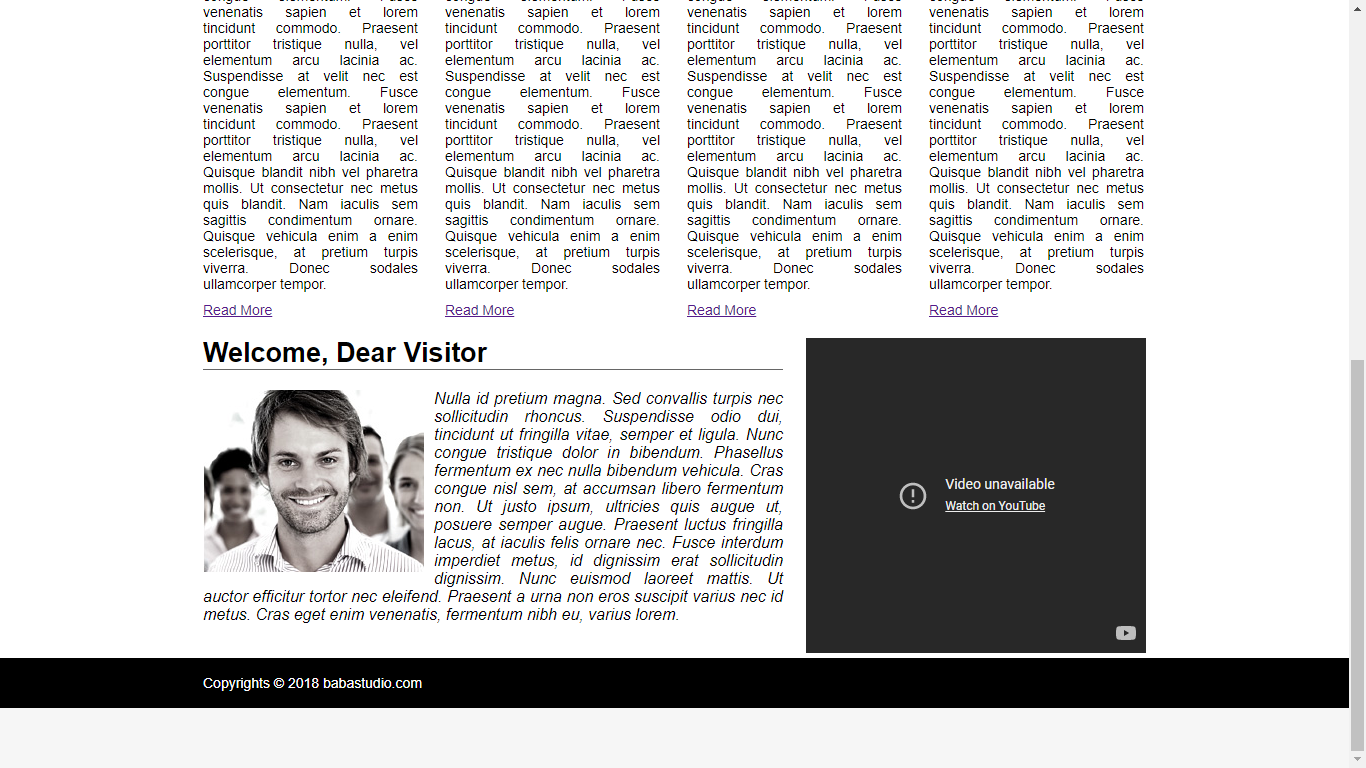 congue elementum. Fusce
venenatis sapien et lorem
tincidunt commodo. Praesent
porttitor tristique nulla, vel
elementum arcu lacinia ac.
Suspendisse at velit nec est
congue elementum. Fusce
venenatis sapien et lorem
tincidunt commodo. Praesent
porttitor tristique nulla, vel
elementum arcu lacinia ac.
Quisque blandit nibh vel pharetra
mollis. Ut consectetur nec metus
quis blandit. Nam iaculis sem
sagittis condimentum ornare.
Quisque vehicula enim a enim
scelerisque, at pretium turpis
viverra. Donec sodales
ullamcorper tempor.
Read More
congue elementum. Fusce
venenatis sapien et lorem
tincidunt commodo. Praesent
porttitor tristique nulla, vel
elementum arcu lacinia ac.
Suspendisse at velit nec est
congue elementum. Fusce
venenatis sapien et lorem
tincidunt commodo. Praesent
porttitor tristique nulla, vel
elementum arcu lacinia ac.
Quisque blandit nibh vel pharetra
mollis. Ut consectetur nec metus
quis blandit. Nam iaculis sem
sagittis condimentum ornare.
Quisque vehicula enim a enim
scelerisque, at pretium turpis
viverra. Donec sodales
ullamcorper tempor.
Read More
congue elementum. Fusce
venenatis sapien et lorem
tincidunt commodo. Praesent
porttitor tristique nulla, vel
elementum arcu lacinia ac.
Suspendisse at velit nec est
congue elementum. Fusce
venenatis sapien et lorem
tincidunt commodo. Praesent
porttitor tristique nulla, vel
elementum arcu lacinia ac.
Quisque blandit nibh vel pharetra
mollis. Ut consectetur nec metus
quis blandit. Nam iaculis sem
sagittis condimentum ornare.
Quisque vehicula enim a enim
scelerisque, at pretium turpis
viverra. Donec sodales
ullamcorper tempor.
Read More
congue elementum. Fusce
venenatis sapien et lorem
tincidunt commodo. Praesent
porttitor tristique nulla, vel
elementum arcu lacinia ac.
Suspendisse at velit nec est
congue elementum. Fusce
venenatis sapien et lorem
tincidunt commodo. Praesent
porttitor tristique nulla, vel
elementum arcu lacinia ac.
Quisque blandit nibh vel pharetra
mollis. Ut consectetur nec metus
quis blandit. Nam iaculis sem
sagittis condimentum ornare.
Quisque vehicula enim a enim
scelerisque, at pretium turpis
viverra. Donec sodales
ullamcorper tempor.
Read More
Welcome, Dear Visitor
Nulla id pretium magna. Sed convallis turpis nec
sollicitudin rhoncus. Suspendisse odio dui,
tincidunt ut fringilla vitae, semper et ligula. Nunc
congue tristique dolor in bibendum. Phasellus
fermentum ex nec nulla bibendum vehicula. Cras
congue nisl sem, at accumsan libero fermentum
non. Ut justo ipsum, ultricies quis augue ut,
posuere semper augue. Praesent luctus fringilla
lacus, at iaculis felis ornare nec. Fusce interdum
imperdiet metus, id dignissim erat sollicitudin
dignissim. Nunc euismod laoreet mattis. Ut
auctor efficitur tortor nec eleifend. Praesent a urna non eros suscipit varius nec id
metus. Cras eget enim venenatis, fermentum nibh eu, varius lorem.
Video unavailable
Watch on YouTube
Copyrights © 2018 babastudio.com